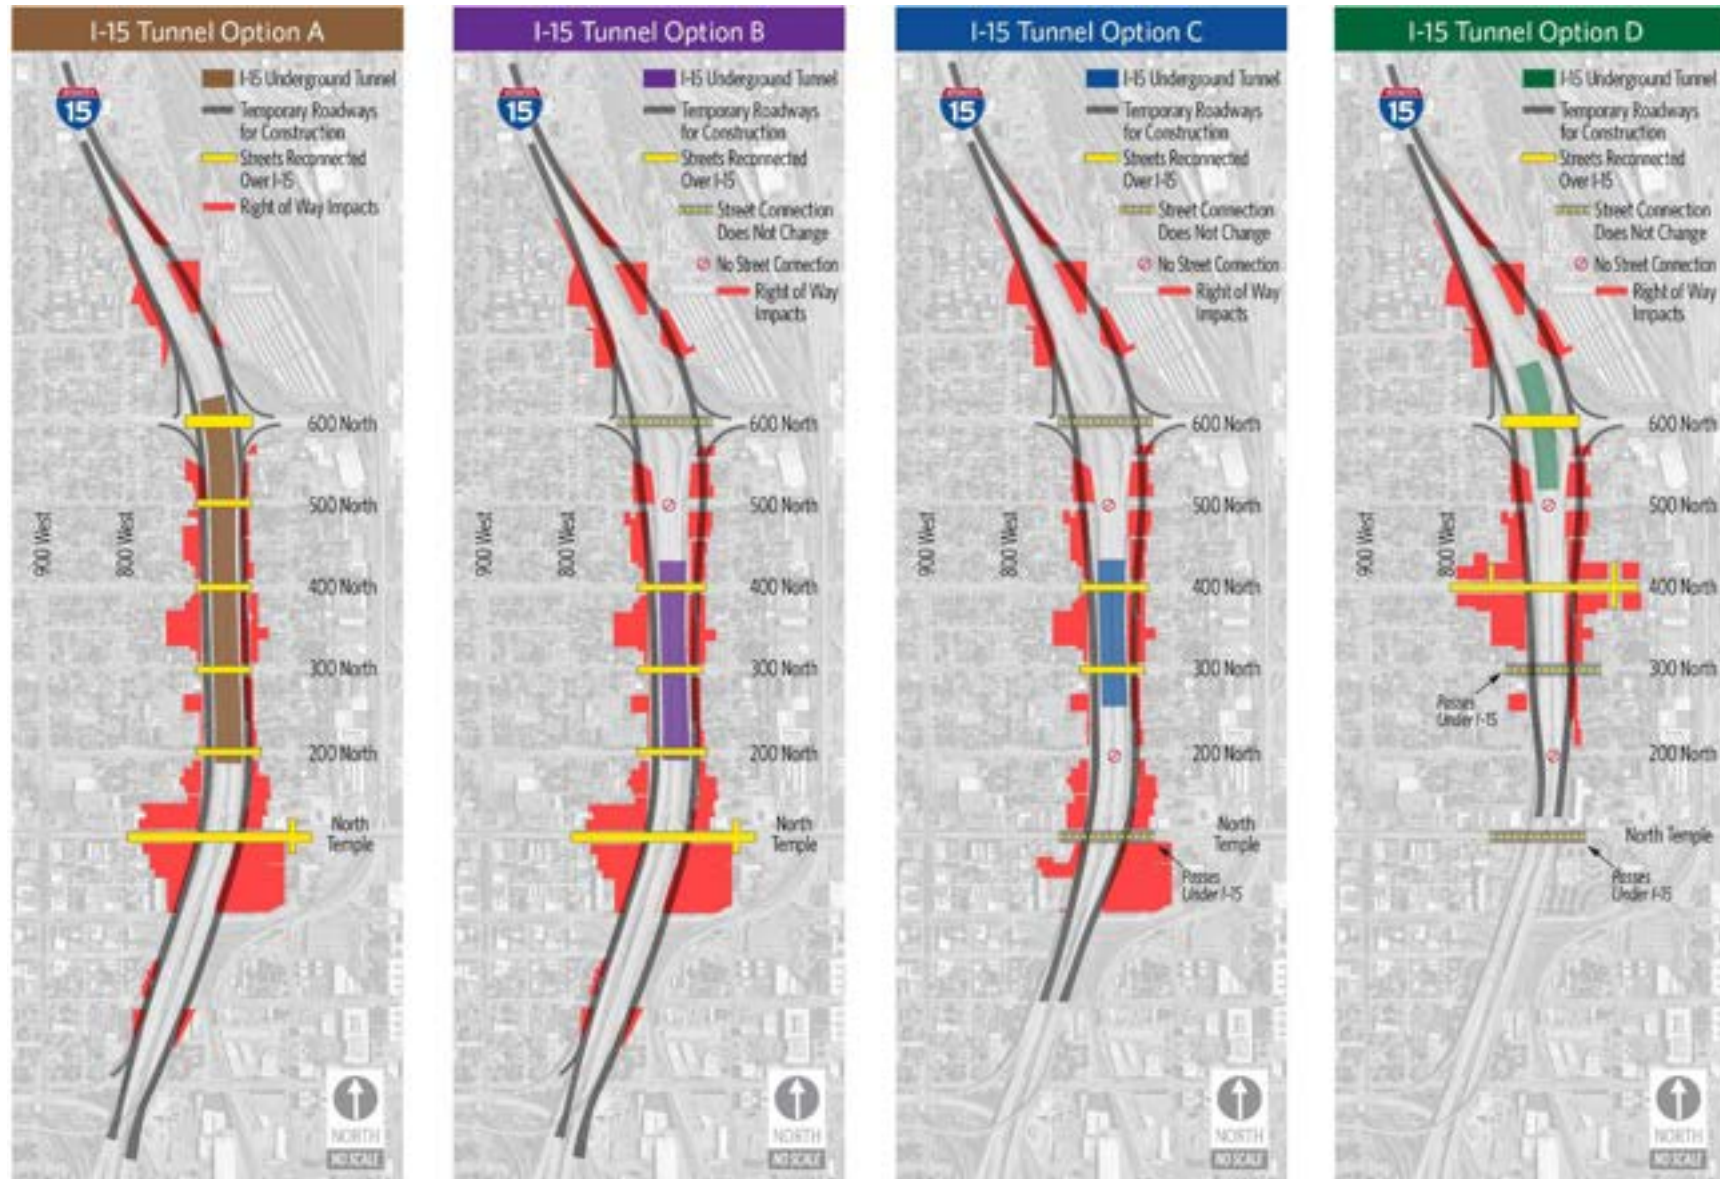 I-15 Tunnel Option A
INTERSTATE
15
I-15 Underground Tunnel
Temporary Roadways
for Construction
Streets Reconnected
Over I-15
Right of Way Impacts
600 North
500 North
900 West
800 West
400 North
300 North
200 North
North
Temple
NORTH
NO SCALE
I-15 Tunnel Option B
INTERSTATE
15
I-15 Underground Tunnel
Temporary Roadways
for Construction
Streets Reconnected
Over I-15
Street Connection
Does Not Change
No Street Connection
Right of Way
Impacts
600 North
500 North
900 West
800 West
400 North
300 North
200 North
North
Temple
NORTH
NO SCALE
I-15 Tunnel Option C
INTERSTATE
15
I-15 Underground Tunnel
Temporary Roadways
for Construction
Streets Reconnected
Over I-15
Street Connection
Does Not Change
No Street Connection
Right of Way
Impacts
600 North
500 North
900 West
800 West
400 North
300 North
200 North
North
Temple
Passes
Under I-15
NORTH
NO SCALE
I-15 Tunnel Option D
INTERSTATE
15
I-15 Underground Tunnel
Temporary Roadways
for Construction
Streets Reconnected
Over I-15
Street Connection
Does Not Change
No Street Connection
Right of Way
Impacts
600 North
500 North
900 West
800 West
400 North
300 North
Passes
Under I-15
200 North
North Temple
Passes
Under I-15
NORTH
NO SCALE